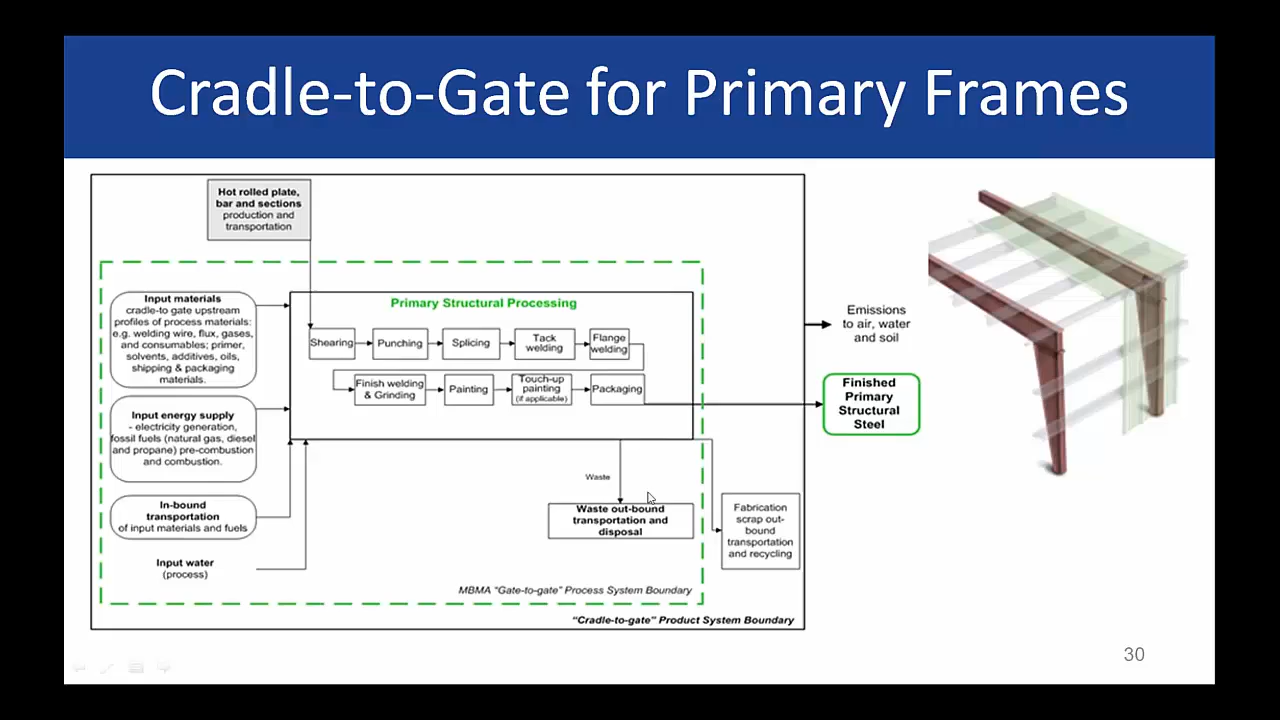 Cradle-to-Gate for Primary Frames
Hot rolled plate,
bar and sections
production and
transportation
Input materials
cradle-to gate upstream
profiles of process materials:
e.g. welding wire, flux, gases,
and consumables; primer,
solvents, additives, oils,
shipping & packaging
materials.
Input energy supply
- electricity generation,
fossil fuels (natural gas, diesel
and propane) pre-combustion
and combustion.
In-bound
transportation
of input materials and fuels
Input water
(process)
Primary Structural Processing
Shearing
Punching
Splicing
Tack
welding
Flange
welding
Finish welding
& Grinding
Painting
Touch-up
painting
(if applicable)
Packaging
Waste
Waste out-bound
transportation and
disposal
Fabrication
scrap out-
bound
transportation
and recycling
MBMA "Gate-to-gate" Process System Boundary
"Cradle-to-gate" Product System Boundary
Emissions
to air, water
and soil
Finished
Primary
Structural
Steel
30